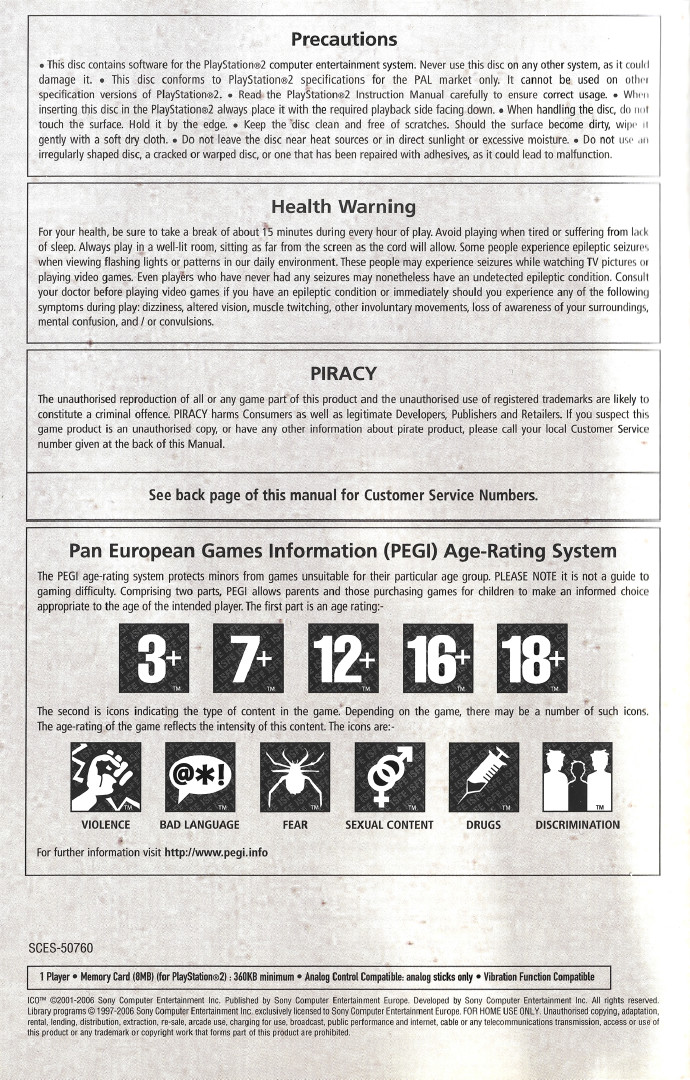 Precautions
• This disc contains software for the PlayStation®2 computer entertainment system. Never use this disc on any other system, as it could
damage it. • This disc conforms to PlayStation®2 specifications for the PAL market only. It cannot be used on other
specification versions of PlayStation®2. • Read the PlayStation®2 Instruction Manual carefully to ensure correct usage. • When
inserting this disc in the PlayStation®2 always place it with the required playback side facing down. • When handling the disc, do not
touch the surface. Hold it by the edge. • Keep the disc clean and free of scratches. Should the surface become dirty, wipe it
gently with a soft dry cloth. • Do not leave the disc near heat sources or in direct sunlight or excessive moisture. • Do not use an
irregularly shaped disc, a cracked or warped disc, or one that has been repaired with adhesives, as it could lead to malfunction.
Health Warning
For your health, be sure to take a break of about 15 minutes during every hour of play. Avoid playing when tired or suffering from lack
of sleep. Always play in a well-lit room, sitting as far from the screen as the cord will allow. Some people experience epileptic seizures
when viewing flashing lights or patterns in our daily environment. These people may experience seizures while watching TV pictures or
playing video games. Even players who have never had any seizures may nonetheless have an undetected epileptic condition. Consult
your doctor before playing video games if you have an epileptic condition or immediately should you experience any of the following
symptoms during play: dizziness, altered vision, muscle twitching, other involuntary movements, loss of awareness of your surroundings,
mental confusion, and / or convulsions.
PIRACY
The unauthorised reproduction of all or any game part of this product and the unauthorised use of registered trademarks are likely to
constitute a criminal offence. PIRACY harms Consumers as well as legitimate Developers, Publishers and Retailers. If you suspect this
game product is an unauthorised copy, or have any other information about pirate product, please call your local Customer Service
number given at the back of this Manual.
See back page of this manual for Customer Service Numbers.
Pan European Games Information (PEGI) Age-Rating System
The PEGI age-rating system protects minors from games unsuitable for their particular age group. PLEASE NOTE it is not a guide to
gaming difficulty. Comprising two parts, PEGI allows parents and those purchasing games for children to make an informed choice
appropriate to the age of the intended player. The first part is an age rating:-
3+ TM 7+ TM 12+ TM 16+ TM 18+ TM
The second is icons indicating the type of content in the game. Depending on the game, there may be a number of such icons.
The age-rating of the game reflects the intensity of this content. The icons are:-
@*!
TM TM TM TM TM TM
VIOLENCE BAD LANGUAGE FEAR SEXUAL CONTENT DRUGS DISCRIMINATION
For further information visit http://www.pegi.info
SCES-50760
1 Player • Memory Card (8MB) (for PlayStation®2) : 360KB minimum • Analog Control Compatible: analog sticks only • Vibration Function Compatible
ICO™ ©2001-2006 Sony Computer Entertainment Inc. Published by Sony Computer Entertainment Europe. Developed by Sony Computer Entertainment Inc. All rights reserved.
Library programs © 1997-2006 Sony Computer Entertainment Inc. exclusively licensed to Sony Computer Entertainment Europe. FOR HOME USE ONLY. Unauthorised copying, adaptation,
rental, lending, distribution, extraction, re-sale, arcade use, charging for use, broadcast, public performance and internet, cable or any telecommunications transmission, access or use of
this product or any trademark or copyright work that forms part of this product are prohibited.